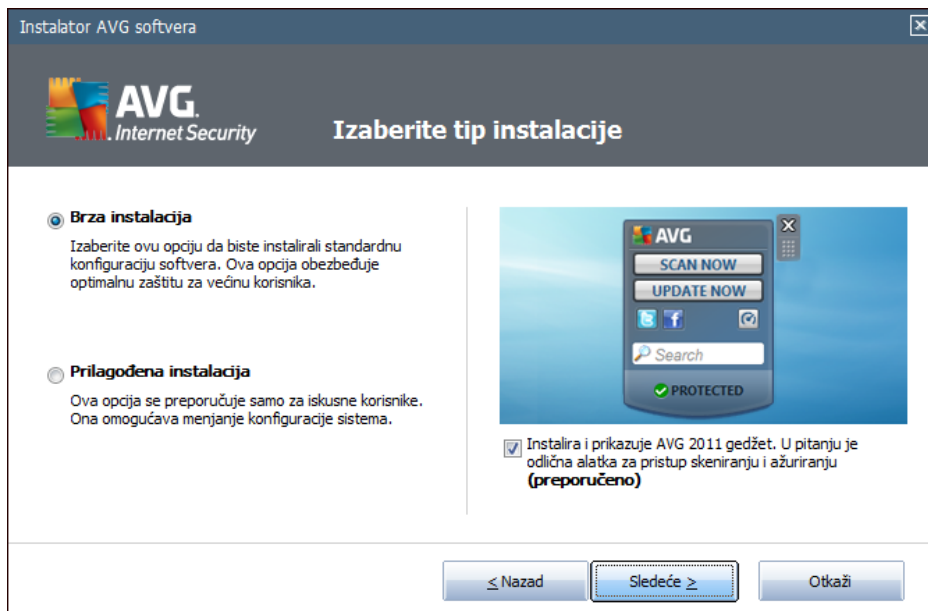 Instalator AVG softvera
AVG.
Internet Security
Izaberite tip instalacije
Brza instalacija
Izaberite ovu opciju da biste instalirali standardnu
konfiguraciju softvera. Ova opcija obezbeđuje
optimalnu zaštitu za većinu korisnika.
Prilagođena instalacija
Ova opcija se preporučuje samo za iskusne korisnike.
Ona omogućava menjanje konfiguracije sistema.
AVG
SCAN NOW
UPDATE NOW
Search
PROTECTED
Instalira i prikazuje AVG 2011 gedžet. U pitanju je
odlična alatka za pristup skeniranju i ažuriranju
(preporučeno)
< Nazad
Sledeće >
Otkaži